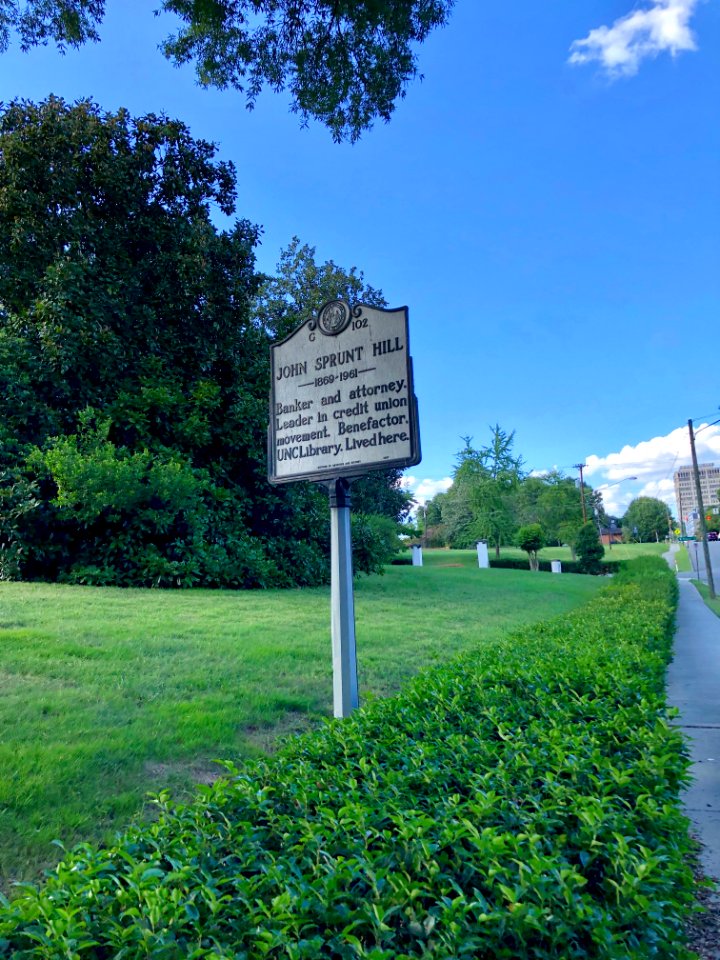 G 102
JOHN SPRUNT HILL
1869-1961
Banker and attorney.
Leader in credit union
movement. Benefactor,
UNC Library. Lived here.